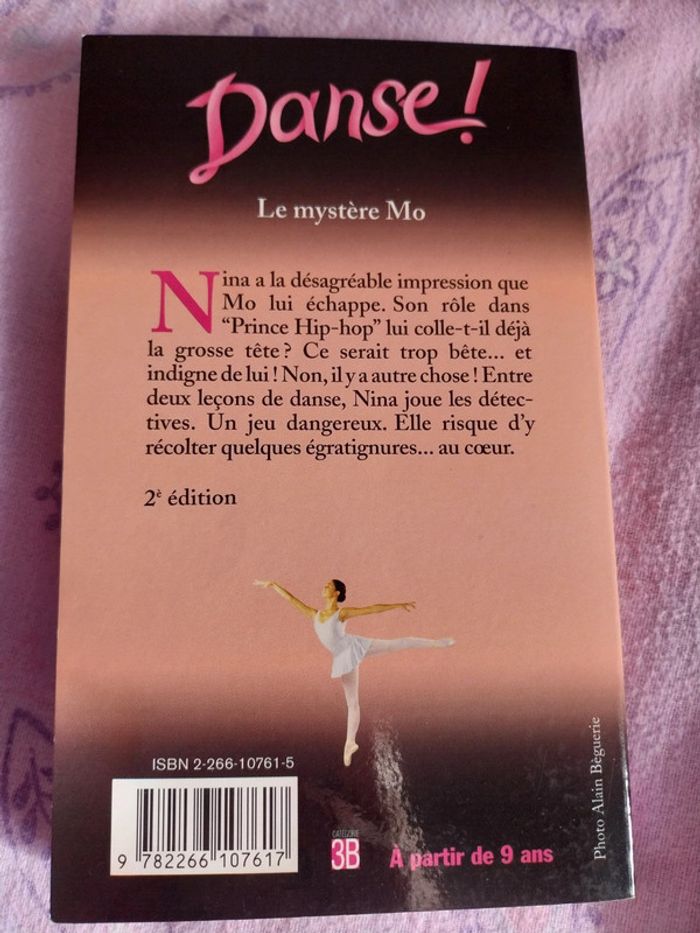 Danse!
Le mystère Mo
Nina a la désagréable impression que
Mo lui échappe. Son rôle dans
“Prince Hip-hop” lui colle-t-il déjà
la grosse tête ? Ce serait trop bête... et
indigne de lui ! Non, il y a autre chose ! Entre
deux leçons de danse, Nina joue les détec-
tives. Un jeu dangereux. Elle risque d’y
récolter quelques égratignures... au cœur.
2è édition
ISBN 2-266-10761-5
9 782266 107617
CATÉGORIE
3B
A partir de 9 ans
Photo Alain Bèguerie